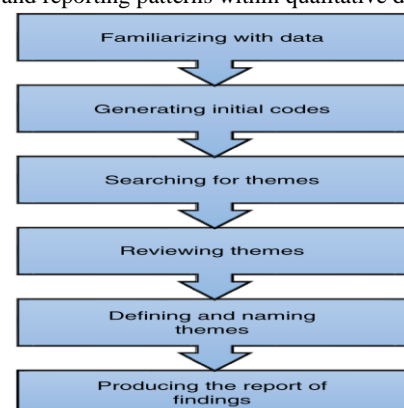 and reporting patterns within qualitative d
Familiarizing with data
Generating initial codes
Searching for themes
Reviewing themes
Defining and naming
themes
Producing the report of
findings